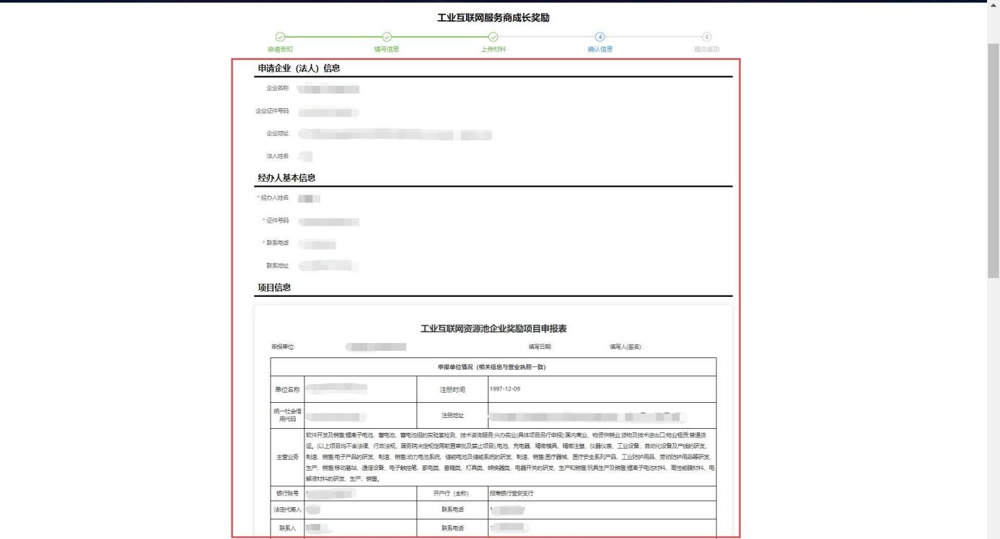 工业互联网服务商成长奖励
4 5
申请告知 填写信息 上传材料 确认信息 提交成功
申请企业（法人）信息
企业名称
企业证件号码
企业地址
法人姓名
经办人基本信息
*经办人姓名
*证件号码
*联系电话
联系地址
项目信息
工业互联网资源池企业奖励项目申报表
申报单位: 填写日期: 填写人(签名):
申报单位情况（相关信息与营业执照一致）
单位名称 注册时间 1997-12-09
统一社会信用代码 注册地址
主营业务
软件开发及销售;锂离子电池、蓄电池、蓄电池组的实验室检测、技术咨询服务;兴办实业(具体项目另行申报);国内商业、物资供销业;货物及技术进出口;物业租赁;普通货
运。(以上项目均不含法律、行政法规、国务院决定规定需前置审批及禁止项目),电池、充电器、精密模具、精密注塑、仪器仪表、工业设备、自动化设备及产线的研发、
制造、销售;电子产品的研发、制造、销售;动力电池系统、储能电池及储能系统的研发、制造、销售;医疗器械、医疗安全系列产品、工业防护用品、劳动防护用品等研发、
生产、销售;移动基站、通信设备、电子触控笔、家电类、音箱类、灯具类、转换器类、电器开关的研发、生产和销售;玩具生产及销售;锂离子电池材料、高性能膜材料、电
解液材料的研发、生产、销售。
银行账号 开户行（全称） 招商银行宝安支行
法定代表人 联系电话
联系人 联系电话